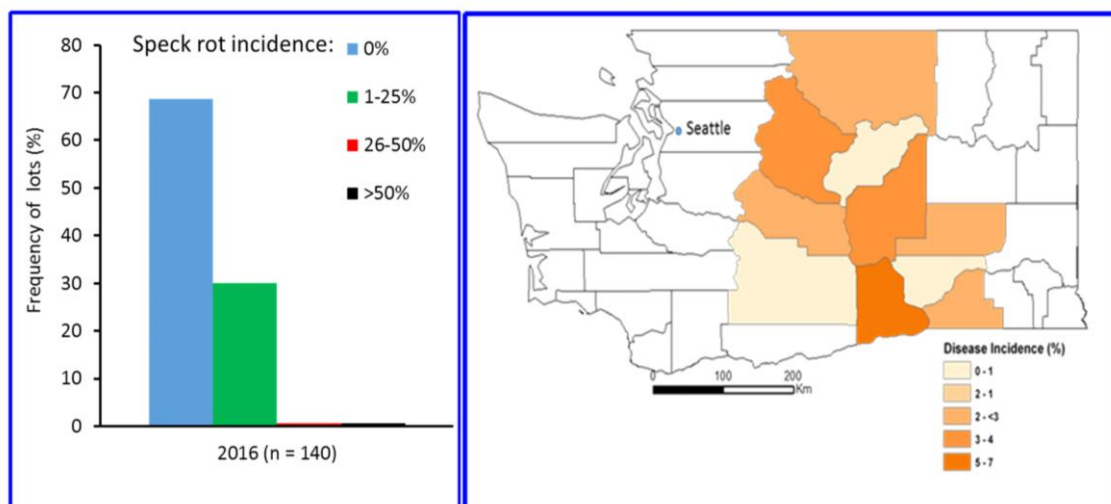 Speck rot incidence:
0%
1-25%
26-50%
>50%
Frequency of lots (%)
80
70
60
50
40
30
20
10
0
2016 (n = 140)
Seattle
0 100 200
Km
Disease Incidence (%)
0 - 1
2 - 1
2 - <3
3 - 4
5 - 7